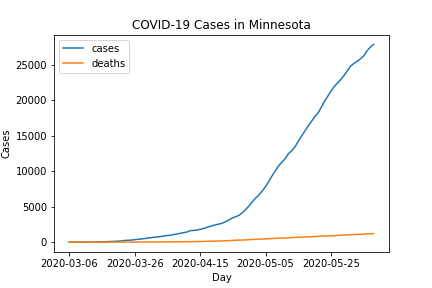 COVID-19 Cases in Minnesota
cases
deaths
25000
20000
15000
10000
5000
0
Cases
2020-03-06 2020-03-26 2020-04-15 2020-05-05 2020-05-25
Day